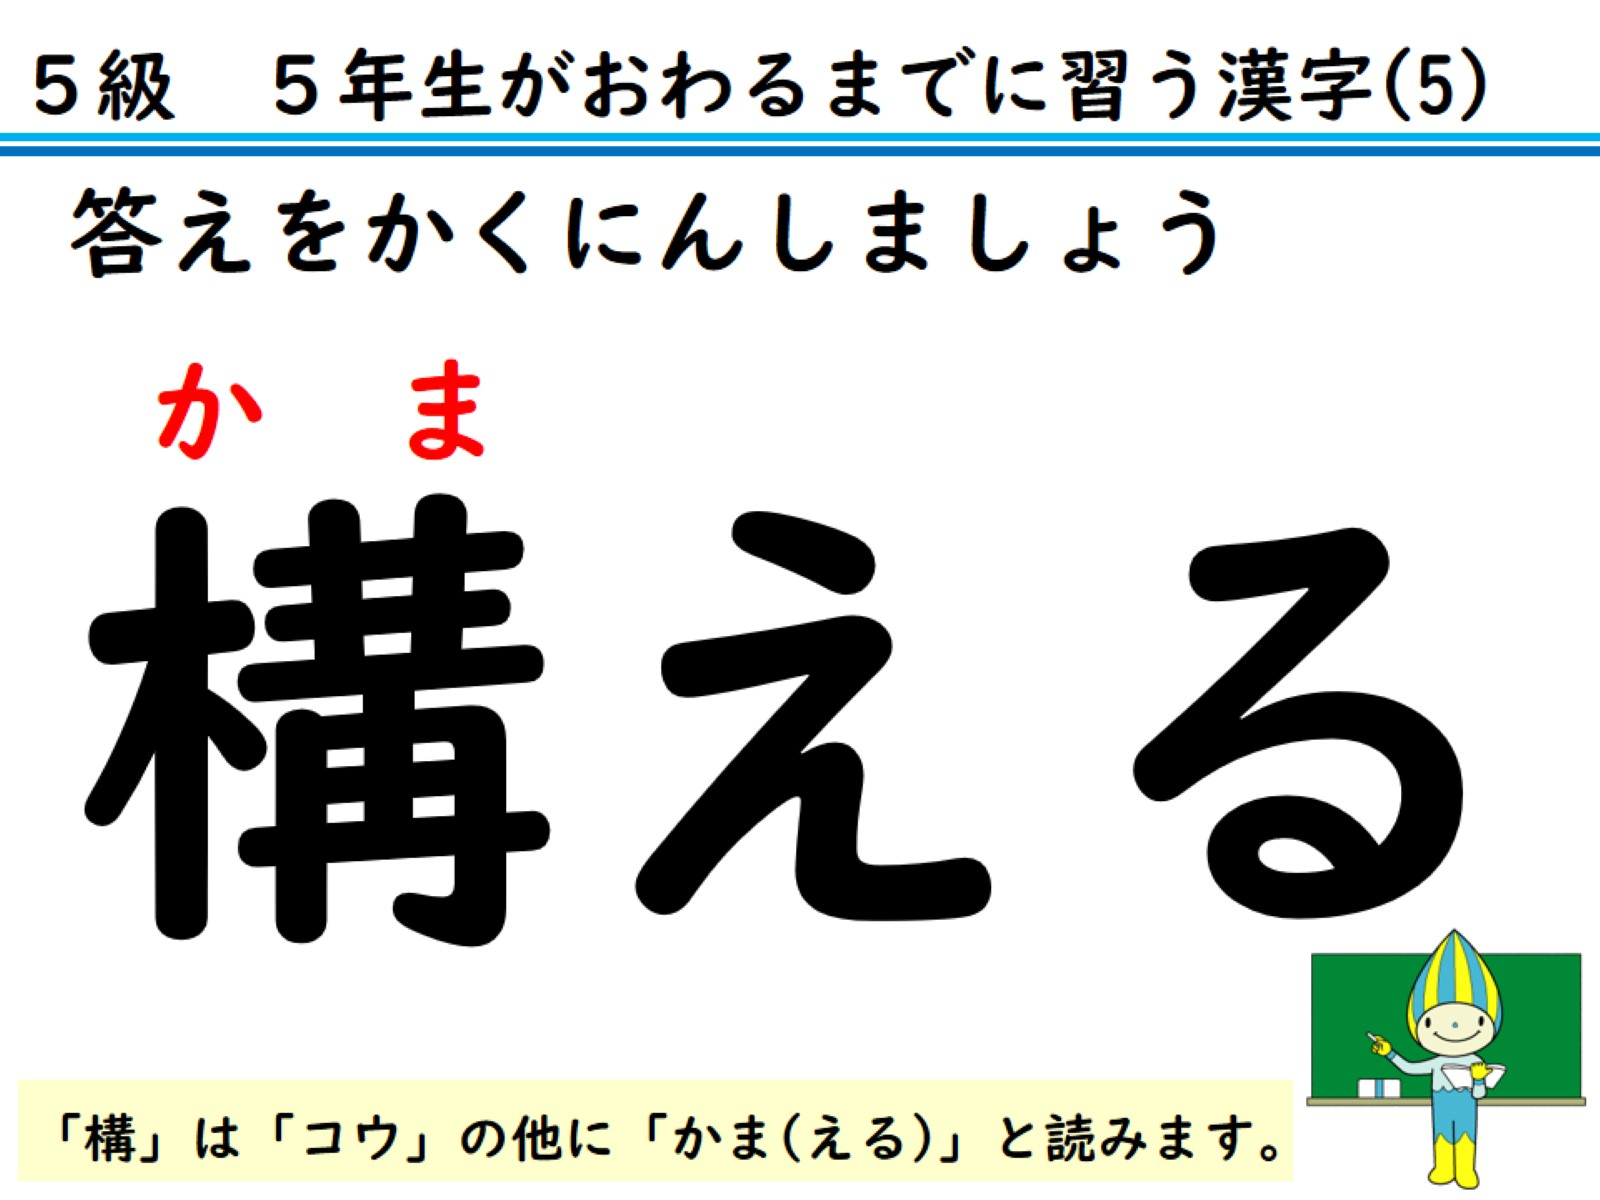 ５級　５年生がおわるまでに習う漢字(5)
答えをかくにんしましょう
か　ま
構える
「構」は「コウ」の他に「かま(える)」と読みます。